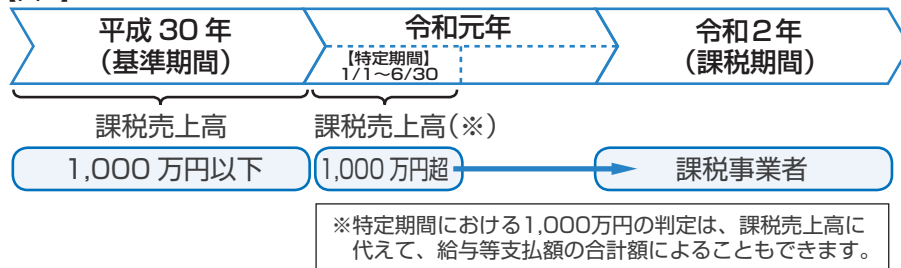 平成 30 年
(基準期間)
令和元年
【特定期間】
1/1〜6/30
令和2年
(課税期間)
課税売上高
課税売上高(※)
1,000 万円以下
1,000 万円超
課税事業者
※特定期間における1,000万円の判定は、課税売上高に
代えて、給与等支払額の合計額によることもできます。